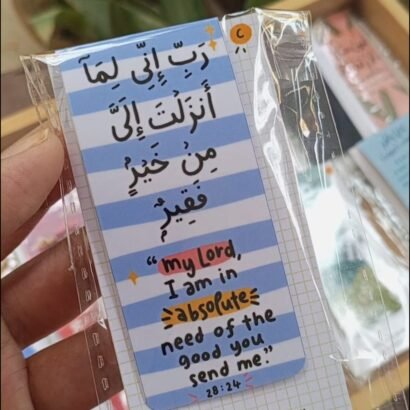 C
رَبِّ إِنِّي لِمَآ
أَنزَلْتَ إِلَيَّ
مِنْ خَيْرٍ
فَقِيرٌ
“my Lord,
I am in
absolute
need of the
good you
send me.”
28:24